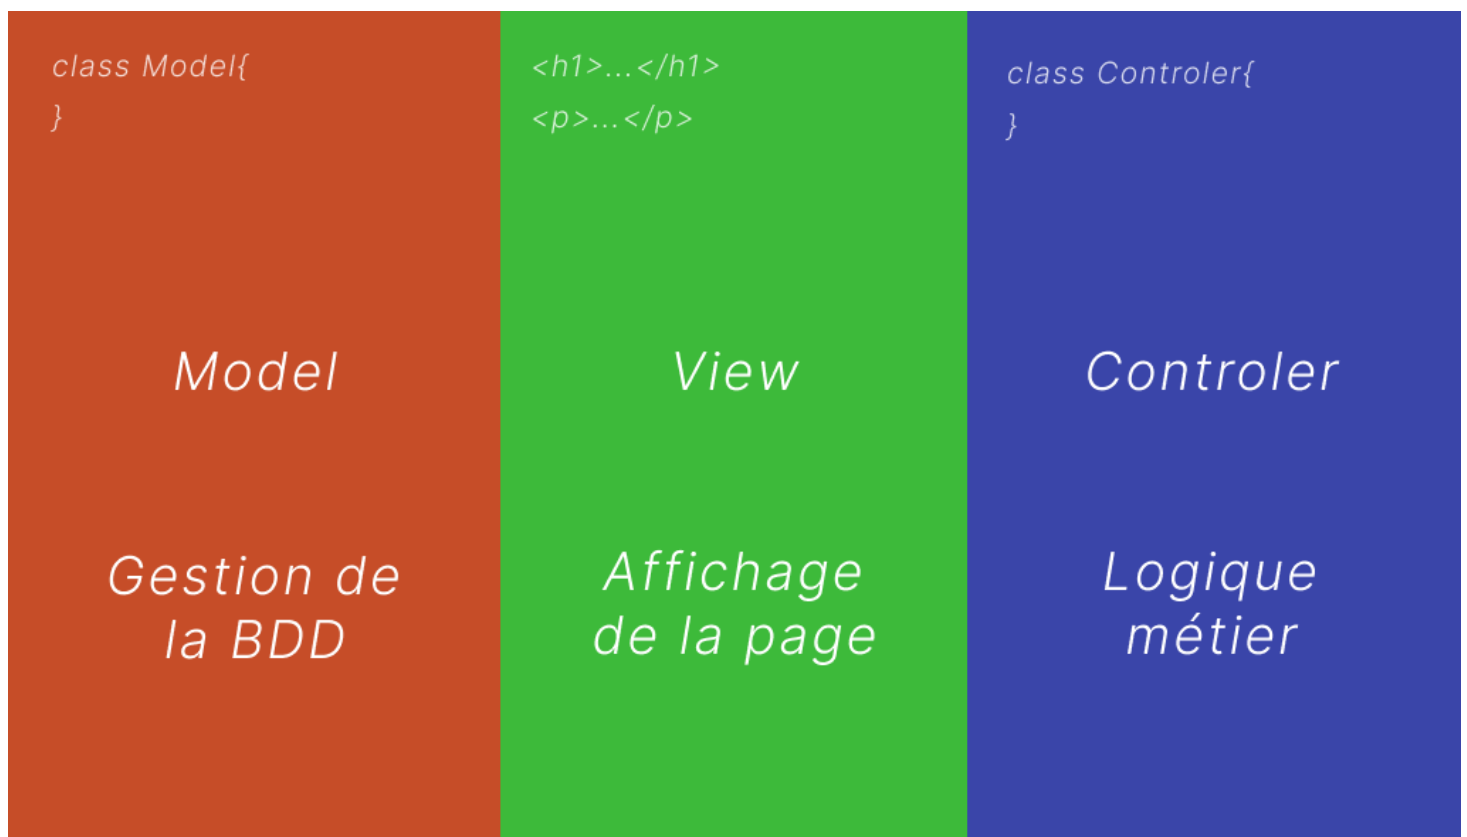 class Model{
}
Model
Gestion de
la BDD
<h1>...</h1>
<p>...</p>
View
Affichage
de la page
class Controler{
}
Controler
Logique
métier